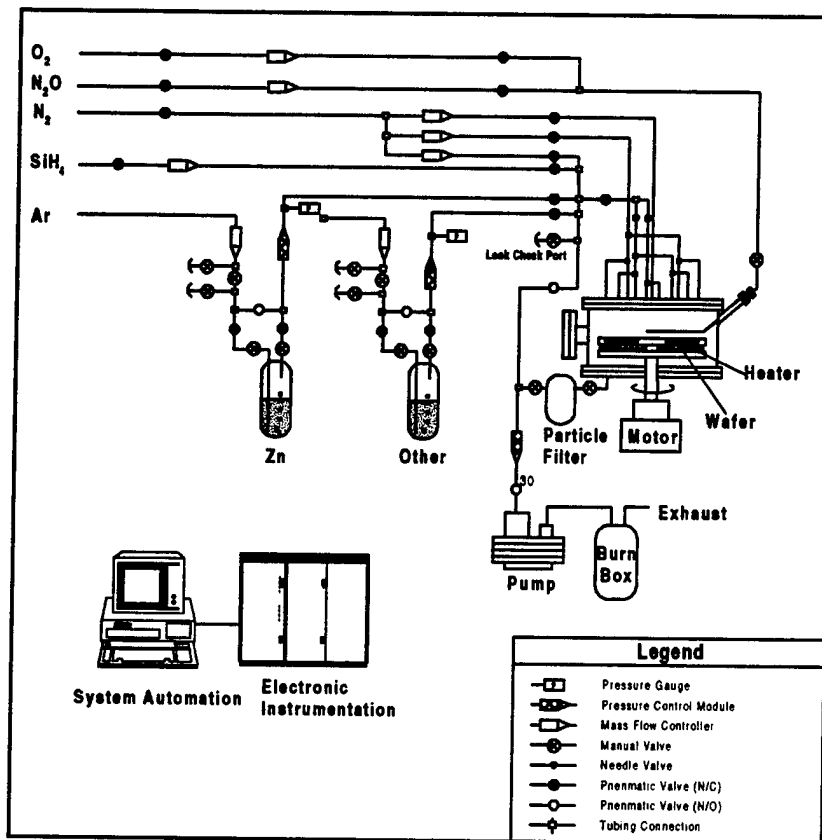 O₂
N₂O
N₂
SiH₄
Ar
Leak Check Port
Heater
Wafer
Motor
Particle
Filter
Zn
Other
30
Exhaust
Burn
Box
Pump
System Automation
Electronic
Instrumentation
Legend
Pressure Gauge
Pressure Control Module
Mass Flow Controller
Manual Valve
Needle Valve
Pnenmatic Valve (N/C)
Pnenmatic Valve (N/O)
Tubing Connection